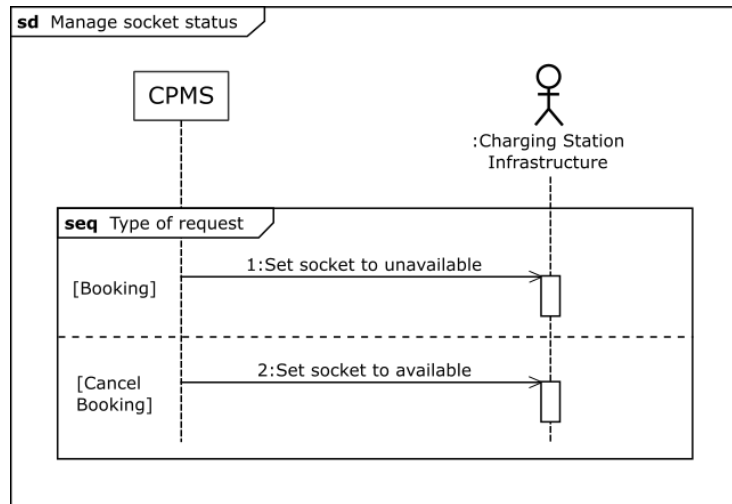 sd Manage socket status
CPMS
:Charging Station
Infrastructure
seq Type of request
1:Set socket to unavailable
[Booking]
2:Set socket to available
[Cancel
Booking]